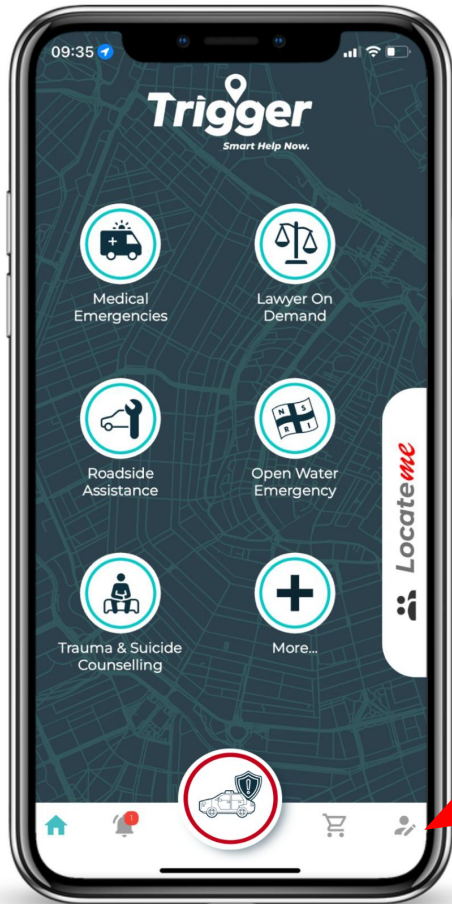 09:35
Trigger
Smart Help Now.
Medical
Emergencies
Lawyer On
Demand
Roadside
Assistance
N S
R I
Open Water
Emergency
Locateme
Trauma & Suicide
Counselling
More...
1